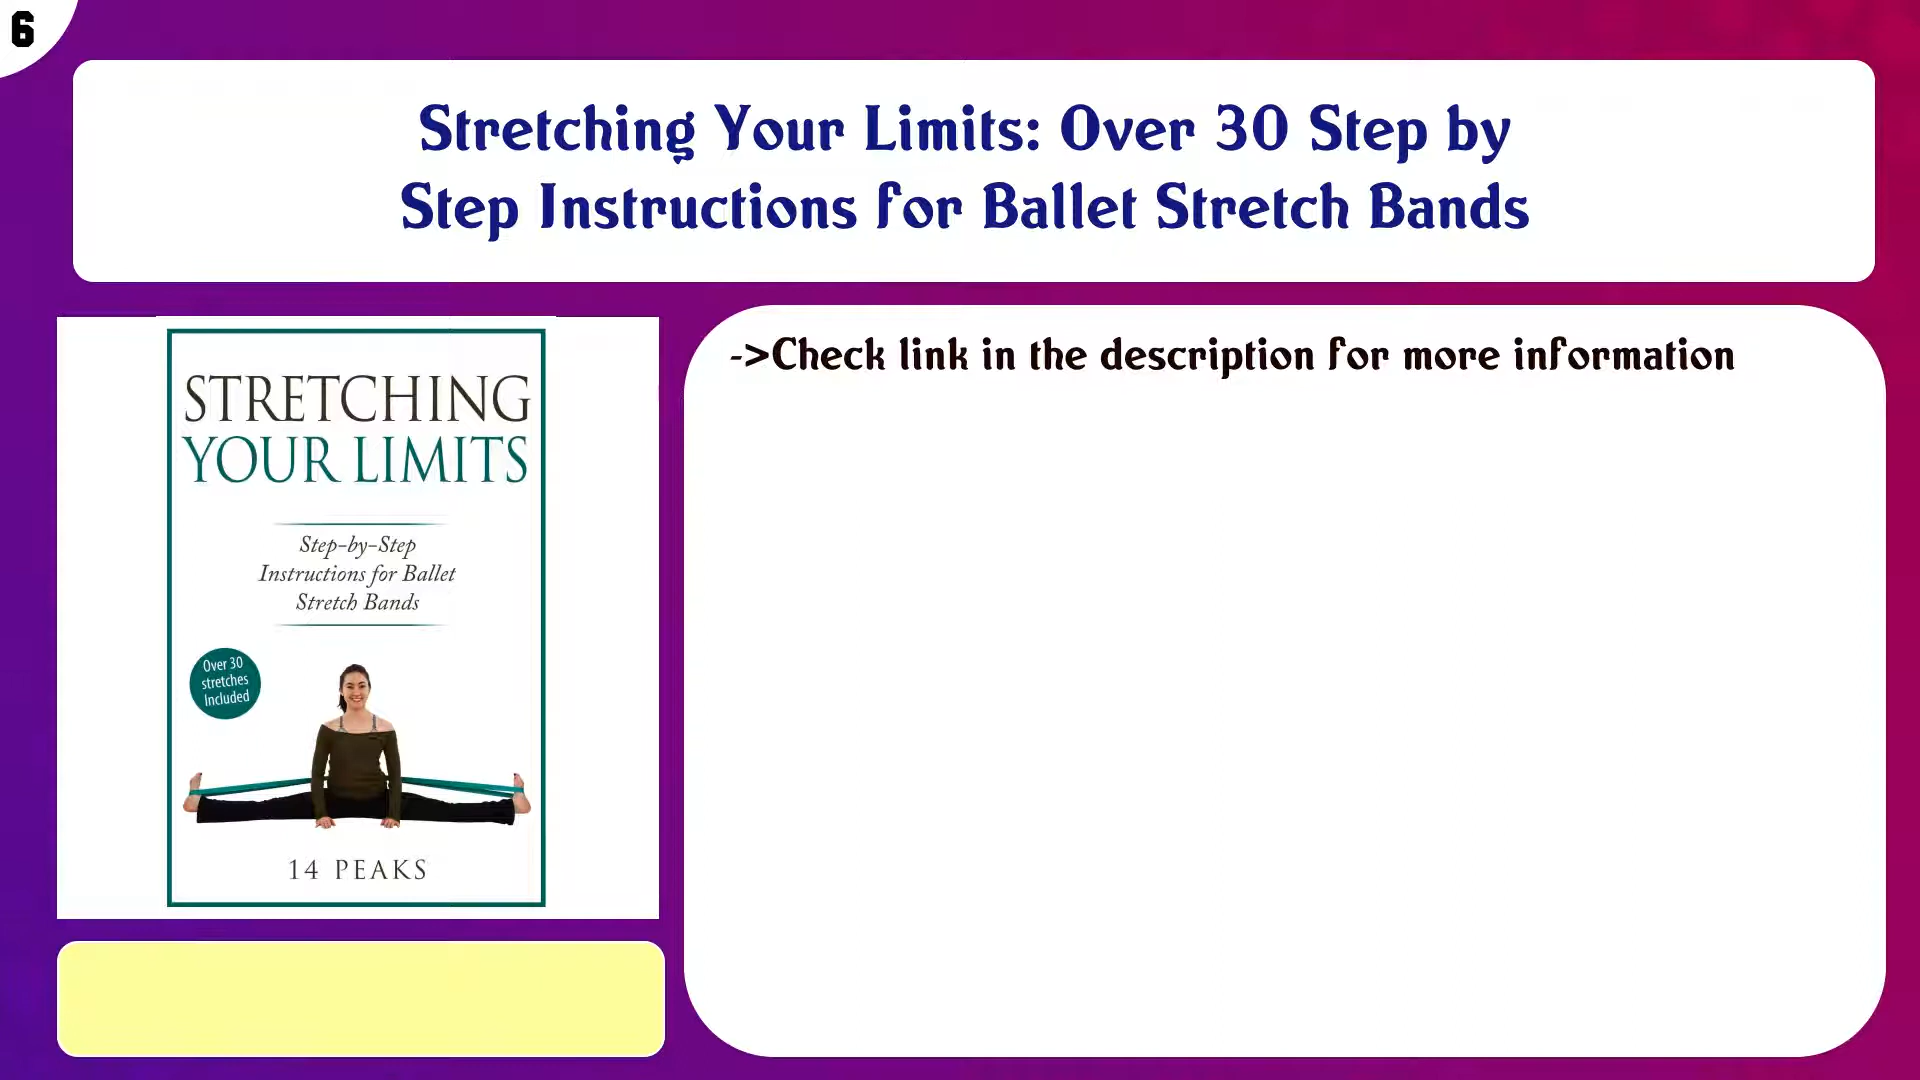 6
Stretching Your Limits: Over 30 Step by
Step Instructions for Ballet Stretch Bands
STRETCHING
YOUR LIMITS
Step-by-Step
Instructions for Ballet
Stretch Bands
Over 30
stretches
Included
14 PEAKS
->Check link in the description for more information